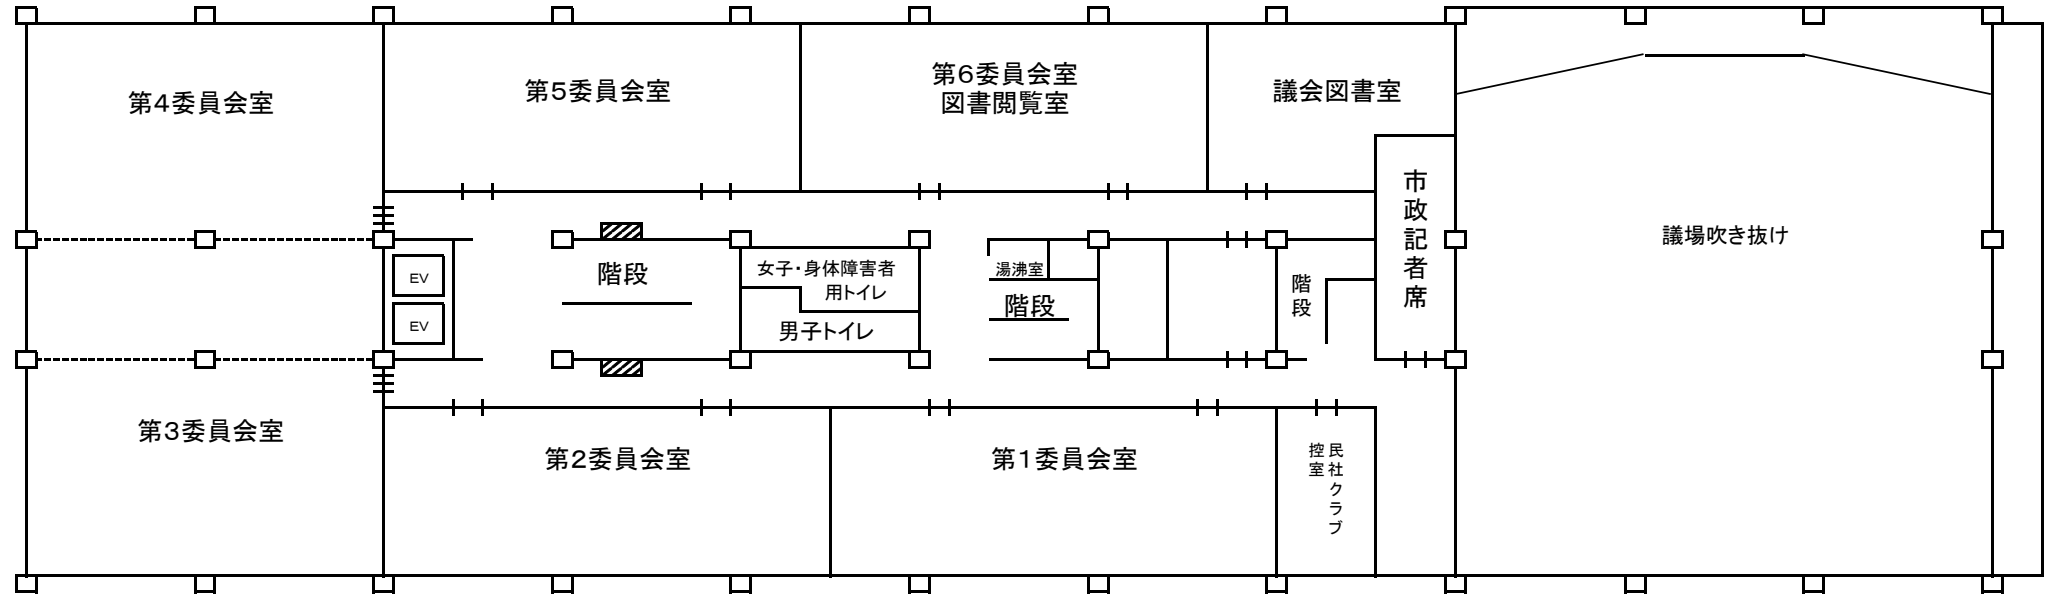 第4委員会室
第5委員会室
第6委員会室
図書閲覧室
議会図書室
市政記者席
議場吹き抜け
EV
EV
階段
女子・身体障害者
用トイレ
男子トイレ
湯沸室
階段
階段
第3委員会室
第2委員会室
第1委員会室
民社クラブ
控室